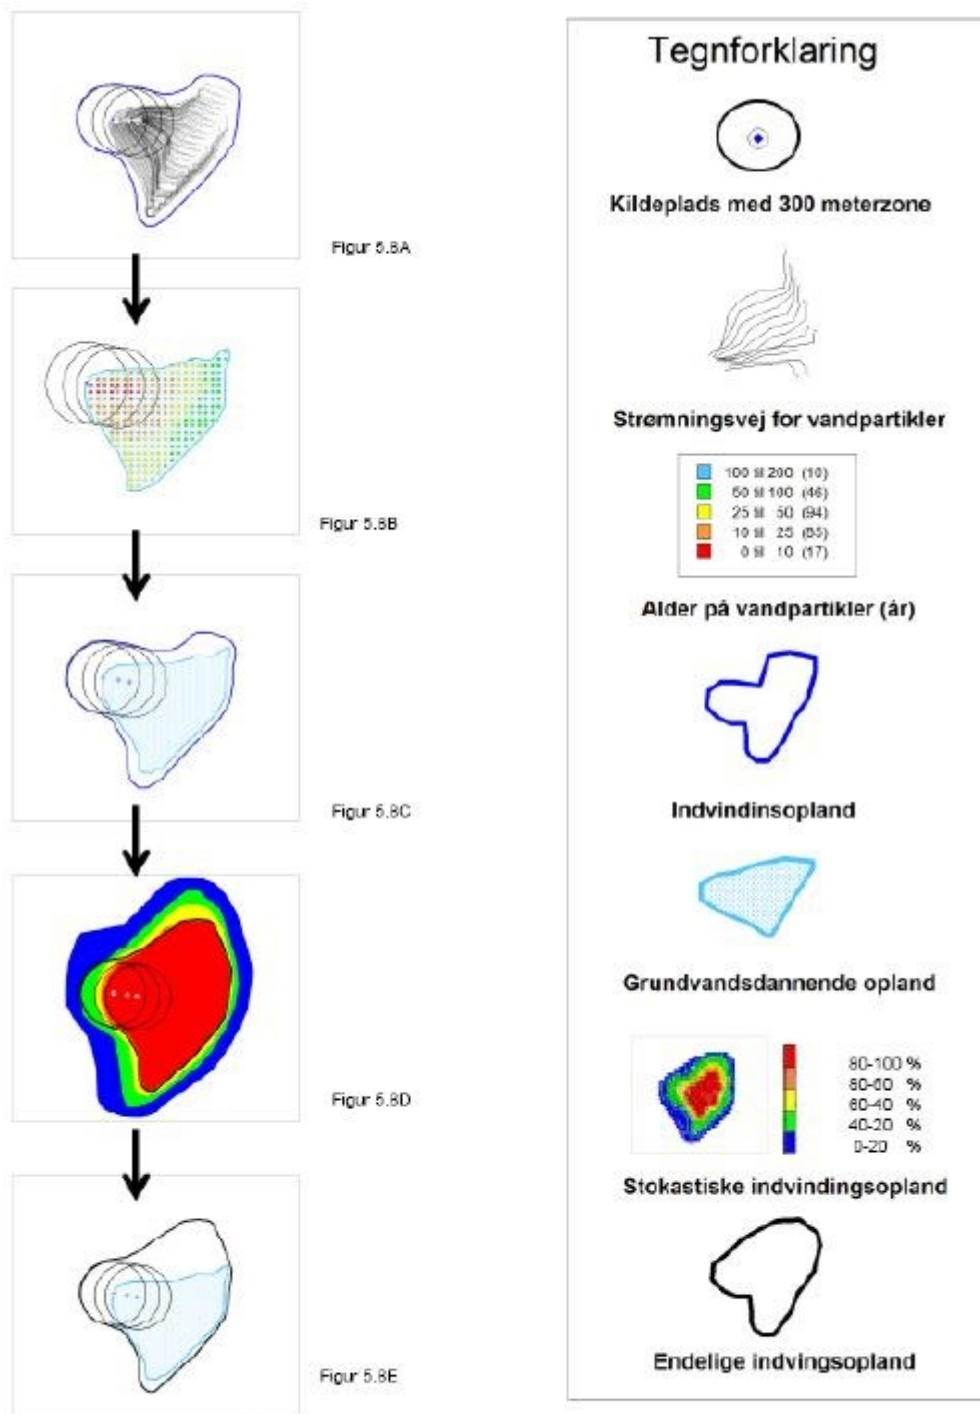 Figur 5.8A
Figur 5.8B
Figur 5.8C
Figur 5.8D
Figur 5.8E
Tegnforklaring
Kildeplads med 300 meterzone
Strømningsvej for vandpartikler
100 til 200 (10)
50 til 100 (46)
25 til 50 (94)
10 til 25 (85)
0 til 10 (17)
Alder på vandpartikler (år)
Indvindinsopland
Grundvandsdannende opland
80-100 %
80-60 %
60-40 %
40-20 %
0-20 %
Stokastiske indvindingsopland
Endelige indvingsopland